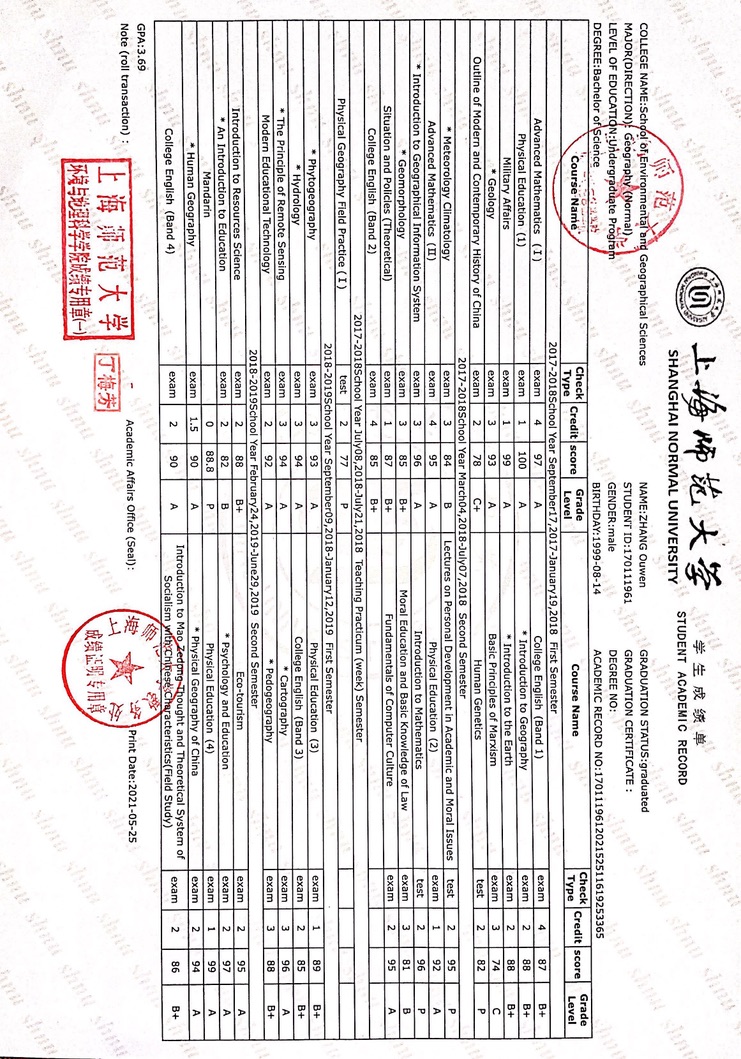 上海师范大学
SHANGHAI NORMAL UNIVERSITY
学生成绩单
STUDENT ACADEMIC RECORD
COLLEGE NAME:School of Environmental and Geographical Sciences
NAME:ZHANG Ouwen
GRADUATION STATUS:graduated
MAJOR(DIRECTION): Geography (Normal)
STUDENT ID:170111961
GRADUATION CERTIFICATE :
LEVEL OF EDUCATION:Undergraduate Program
GENDER:male
DEGREE NO:
DEGREE:Bachelor of Science
BIRTHDAY:1999-08-14
ACADEMIC RECORD NO:170111961202152511619253365
Course Name Check Type Credit score Grade Level Course Name Check Type Credit score Grade Level
2017-2018School Year September17,2017-January19,2018 First Semester
Advanced Mathematics (I) exam 4 97 A College English (Band 1) exam 4 87 B+
Physical Education (1) exam 1 100 A * Introduction to Geography exam 2 88 B+
Military Affairs exam 1 99 A * Introduction to the Earth exam 2 88 B+
* Geology exam 3 93 A Basic Principles of Marxism exam 3 74 C
Outline of Modern and Contemporary History of China exam 2 78 C+ Human Genetics test 2 82 P
2017-2018School Year March04,2018-July07,2018 Second Semester
* Meteorology Climatology exam 3 84 B Lectures on Personal Development in Academic and Moral Issues test 2 95 P
Advanced Mathematics (II) exam 4 95 A Physical Education (2) exam 1 92 A
* Introduction to Geographical Information System exam 3 96 A Introduction to Mathematics test 2 96 P
* Geomorphology exam 3 85 B+ Moral Education and Basic Knowledge of Law exam 3 81 B
Situation and Policies (Theoretical) exam 1 87 B+ Fundamentals of Computer Culture exam 2 95 A
College English (Band 2) exam 4 85 B+
2017-2018School Year July08,2018-July21,2018 Teaching Practicum (week) Semester
Physical Geography Field Practice (I) test 2 77 P
2018-2019School Year September09,2018-January12,2019 First Semester
* Phytogeography exam 3 93 A Physical Education (3) exam 1 89 B+
* Hydrology exam 3 94 A College English (Band 3) exam 2 85 B+
* The Principle of Remote Sensing exam 3 94 A * Cartography exam 3 96 A
Modern Educational Technology exam 2 92 A * Pedogeography exam 3 88 B+
2018-2019School Year February24,2019-June29,2019 Second Semester
Introduction to Resources Science exam 2 88 B+ Eco-tourism exam 2 95 A
* An Introduction to Education exam 2 82 B * Psychology and Education exam 2 97 A
Mandarin exam 0 88.8 P Physical Education (4) exam 1 99 A
* Human Geography exam 1.5 90 A * Physical Geography of China exam 2 94 A
College English (Band 4) exam 2 90 A Introduction to Mao Zedong Thought and Theoretical System of Socialism with Chinese Characteristics(Field Study) exam 2 86 B+
GPA:3.69
Note (roll transaction) :
Academic Affairs Office (Seal):
Print Date:2021-05-25
上海师范大学
环境与地理科学学院成绩专用章(一)
丁梅芳
成绩证明专用章